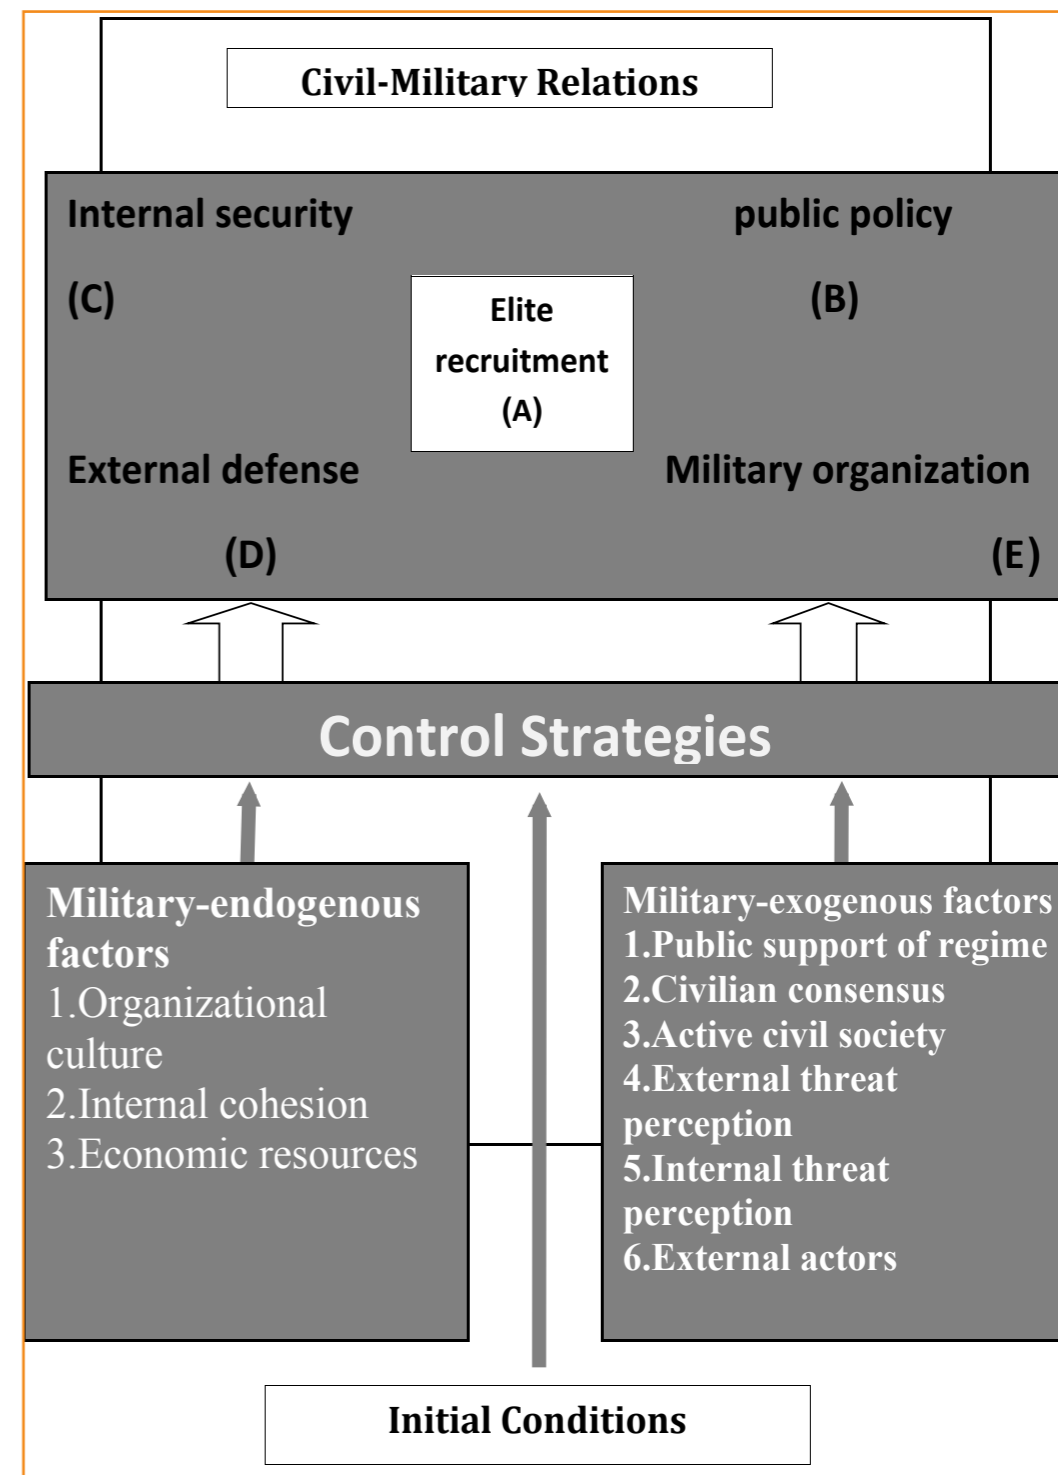 Civil-Military Relations
Internal security
public policy
(C)
(B)
Elite
recruitment
(A)
External defense
Military organization
(D)
(E)
Control Strategies
Military-endogenous
factors
1.Organizational
culture
2.Internal cohesion
3.Economic resources
Military-exogenous factors
1.Public support of regime
2.Civilian consensus
3.Active civil society
4.External threat
perception
5.Internal threat
perception
6.External actors
Initial Conditions